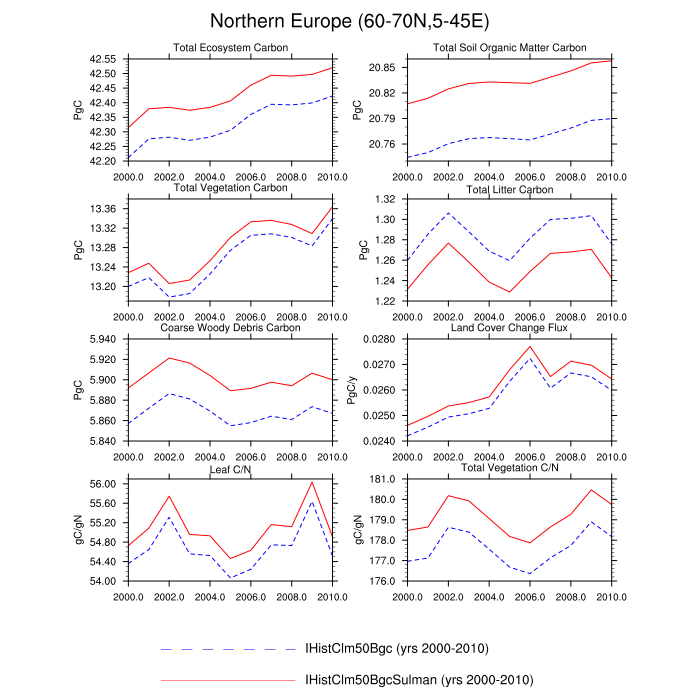 Northern Europe (60-70N,5-45E)
Total Ecosystem Carbon
PgC
42.55
42.50
42.45
42.40
42.35
42.30
42.25
42.20
2000.0 2002.0 2004.0 2006.0 2008.0 2010.0
Total Soil Organic Matter Carbon
PgC
20.85
20.82
20.79
20.76
2000.0 2002.0 2004.0 2006.0 2008.0 2010.0
Total Vegetation Carbon
PgC
13.36
13.32
13.28
13.24
13.20
2000.0 2002.0 2004.0 2006.0 2008.0 2010.0
Total Litter Carbon
PgC
1.32
1.30
1.28
1.26
1.24
1.22
2000.0 2002.0 2004.0 2006.0 2008.0 2010.0
Coarse Woody Debris Carbon
PgC
5.940
5.920
5.900
5.880
5.860
5.840
2000.0 2002.0 2004.0 2006.0 2008.0 2010.0
Land Cover Change Flux
PgC/y
0.0280
0.0270
0.0260
0.0250
0.0240
2000.0 2002.0 2004.0 2006.0 2008.0 2010.0
Leaf C/N
gC/gN
56.00
55.60
55.20
54.80
54.40
54.00
2000.0 2002.0 2004.0 2006.0 2008.0 2010.0
Total Vegetation C/N
gC/gN
181.0
180.0
179.0
178.0
177.0
176.0
2000.0 2002.0 2004.0 2006.0 2008.0 2010.0
IHistClm50Bgc (yrs 2000-2010)
IHistClm50BgcSulman (yrs 2000-2010)